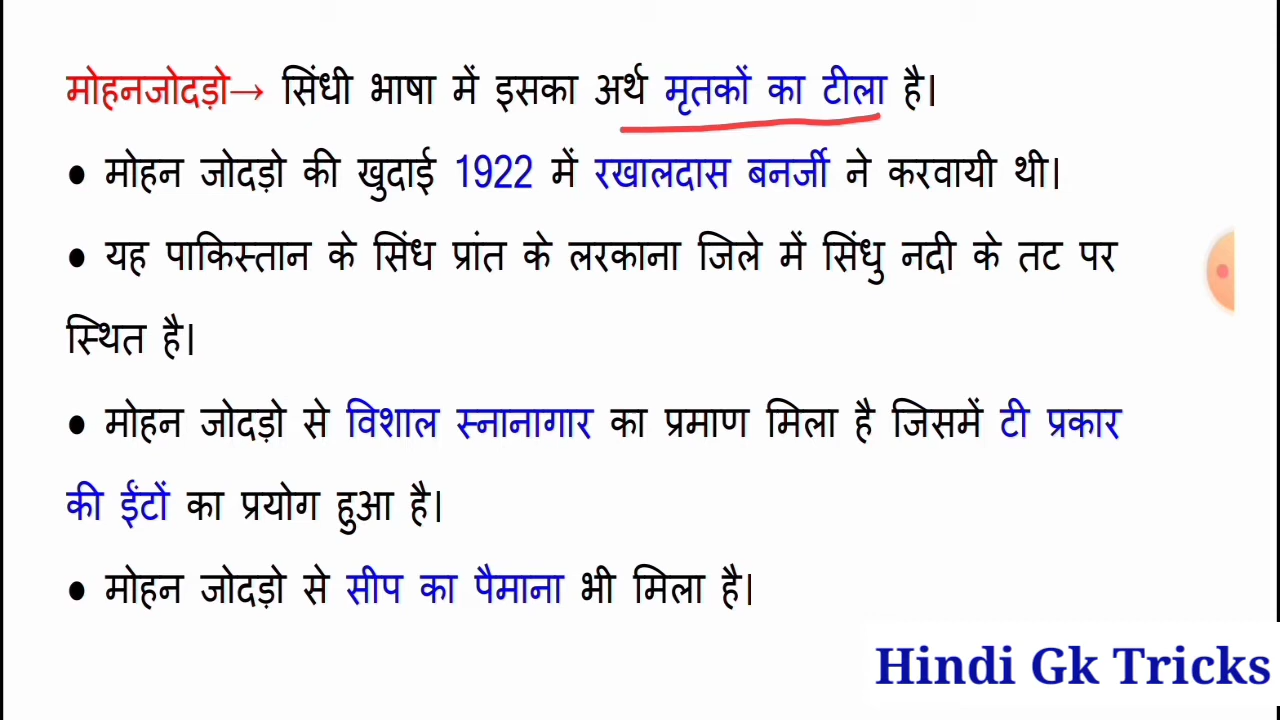 मोहनजोदड़ो→ सिंधी भाषा में इसका अर्थ मृतकों का टीला है।
● मोहन जोदड़ो की खुदाई 1922 में रखालदास बनर्जी ने करवायी थी।
● यह पाकिस्तान के सिंध प्रांत के लरकाना जिले में सिंधु नदी के तट पर
स्थित है।
● मोहन जोदड़ो से विशाल स्नानागार का प्रमाण मिला है जिसमें टी प्रकार
की ईंटों का प्रयोग हुआ है।
● मोहन जोदड़ो से सीप का पैमाना भी मिला है।
Hindi Gk Tricks